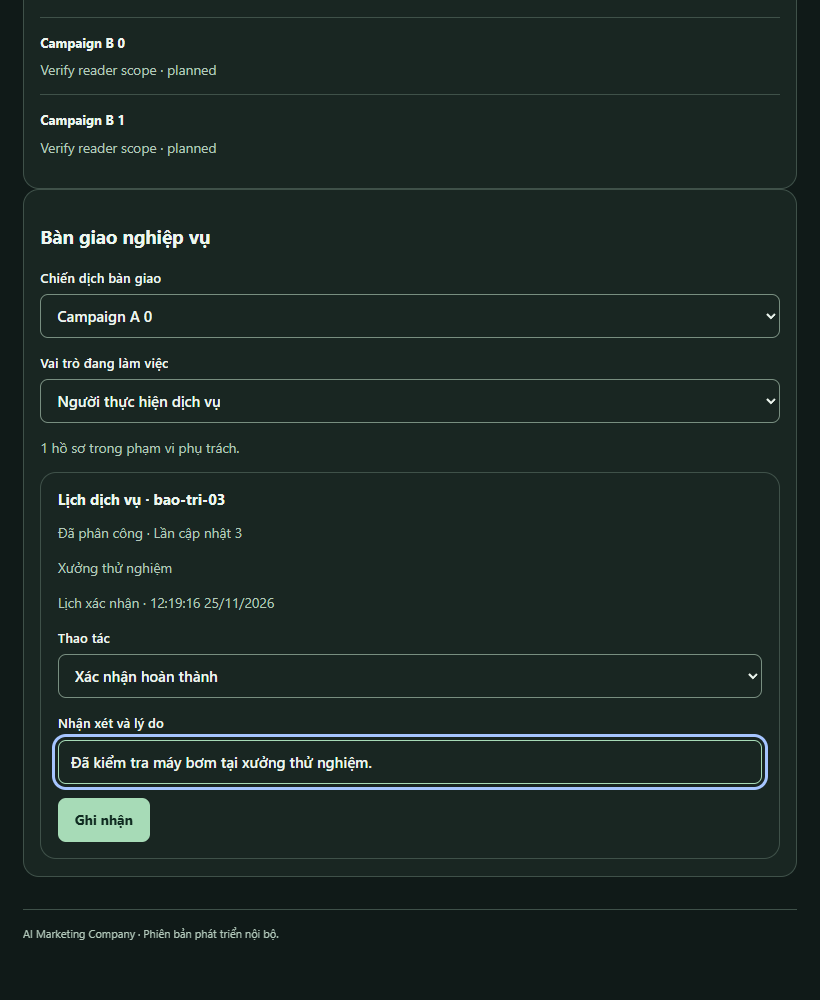 Campaign B 0
Verify reader scope · planned
Campaign B 1
Verify reader scope · planned
Bàn giao nghiệp vụ
Chiến dịch bàn giao
Campaign A 0
Vai trò đang làm việc
Người thực hiện dịch vụ
1 hồ sơ trong phạm vi phụ trách.
Lịch dịch vụ · bao-tri-03
Đã phân công · Lần cập nhật 3
Xưởng thử nghiệm
Lịch xác nhận · 12:19:16 25/11/2026
Thao tác
Xác nhận hoàn thành
Nhận xét và lý do
Đã kiểm tra máy bơm tại xưởng thử nghiệm.
Ghi nhận
AI Marketing Company · Phiên bản phát triển nội bộ.